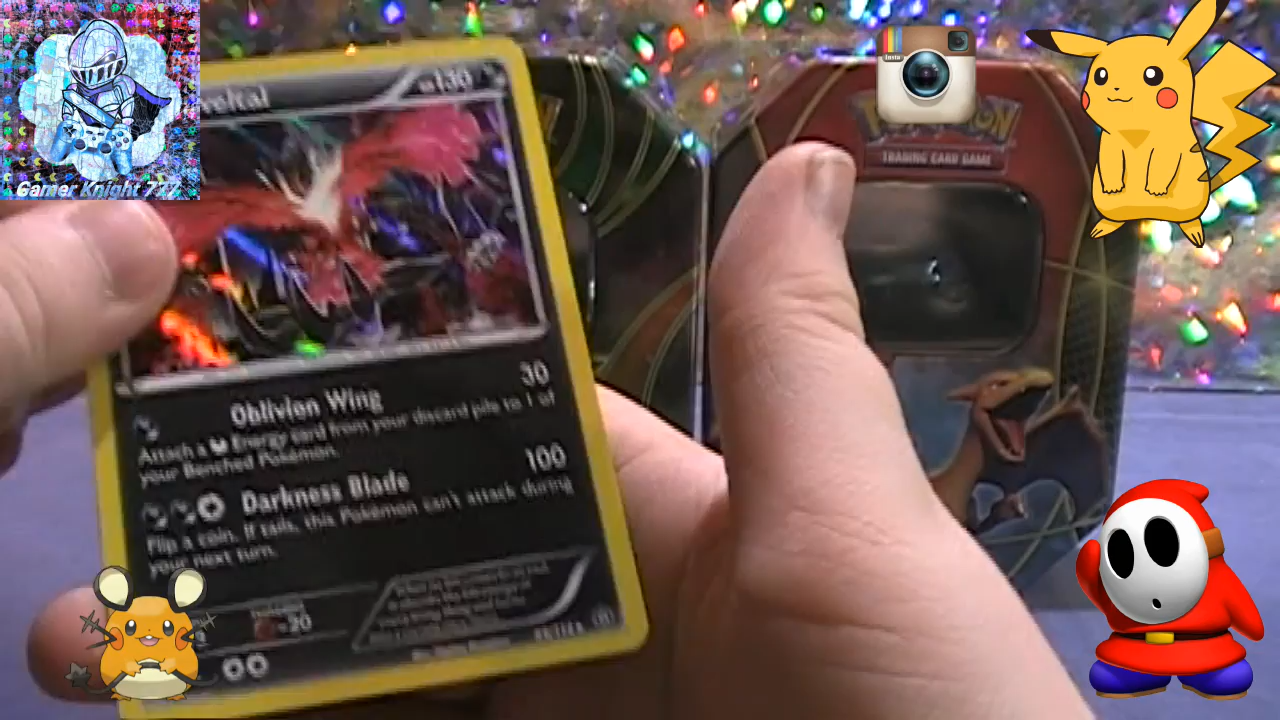 Gamer Knight 777
Insta
POKéMON
TRADING CARD GAME
HP130
Oblivion Wing 30
Attach a Energy card from your discard pile to 1 of
your Benched Pokémon.
Darkness Blade 100
Flip a coin. If tails, this Pokémon can't attack during
your next turn.
-20